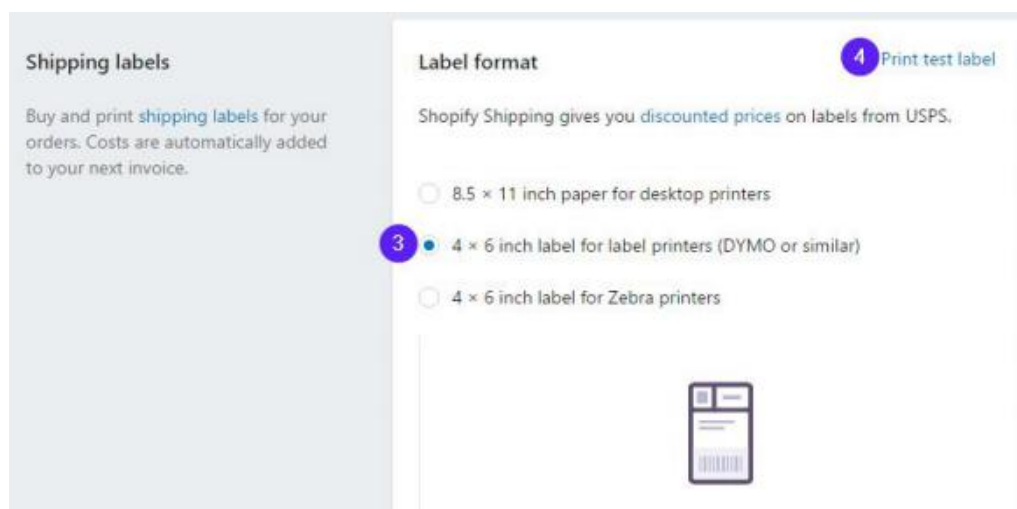 Shipping labels
Buy and print shipping labels for your
orders. Costs are automatically added
to your next invoice.
Label format
4 Print test label
Shopify Shipping gives you discounted prices on labels from USPS.
8.5 × 11 inch paper for desktop printers
3 4 × 6 inch label for label printers (DYMO or similar)
4 × 6 inch label for Zebra printers